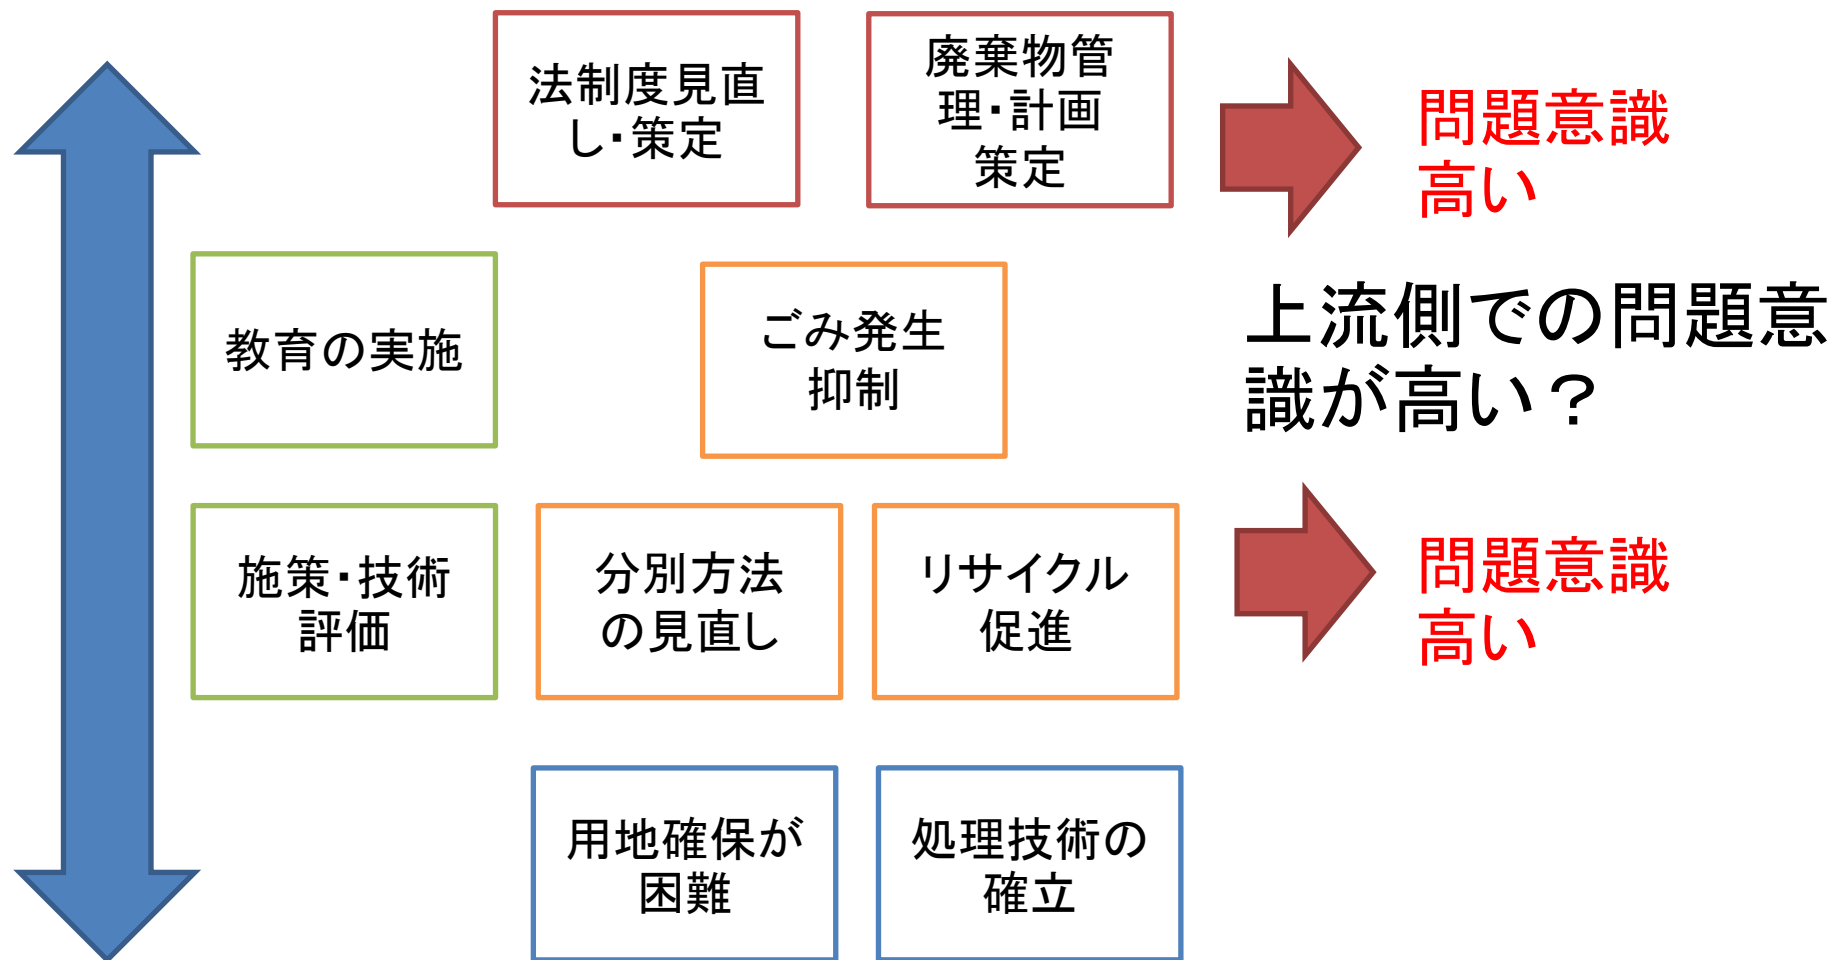 法制度見直
し・策定
廃棄物管
理・計画
策定
問題意識
高い
教育の実施
ごみ発生
抑制
上流側での問題意
識が高い？
施策・技術
評価
分別方法
の見直し
リサイクル
促進
問題意識
高い
用地確保が
困難
処理技術の
確立